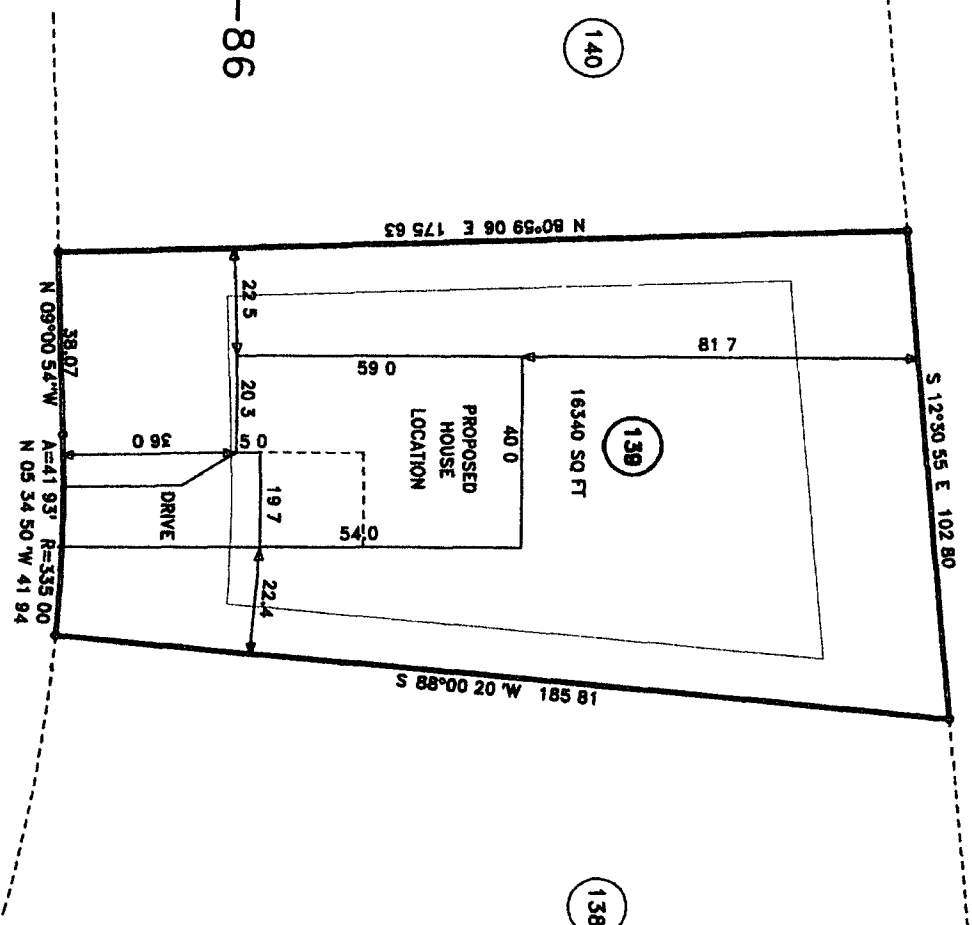 86
140
N 80°59 06 E 175 63
22 5
81 7
59 0
38.07
N 09°00 54"W
20 3
S 12°30 55 E 102 80
16340 SQ FT
139
PROPOSED
HOUSE
LOCATION
40 0
36 0
5 0
A=41 93' R=335 00
N 05 34 50 'W 41 94
DRIVE
19 7
54.0
22.4
S 88°00 20 'W 185 81
138